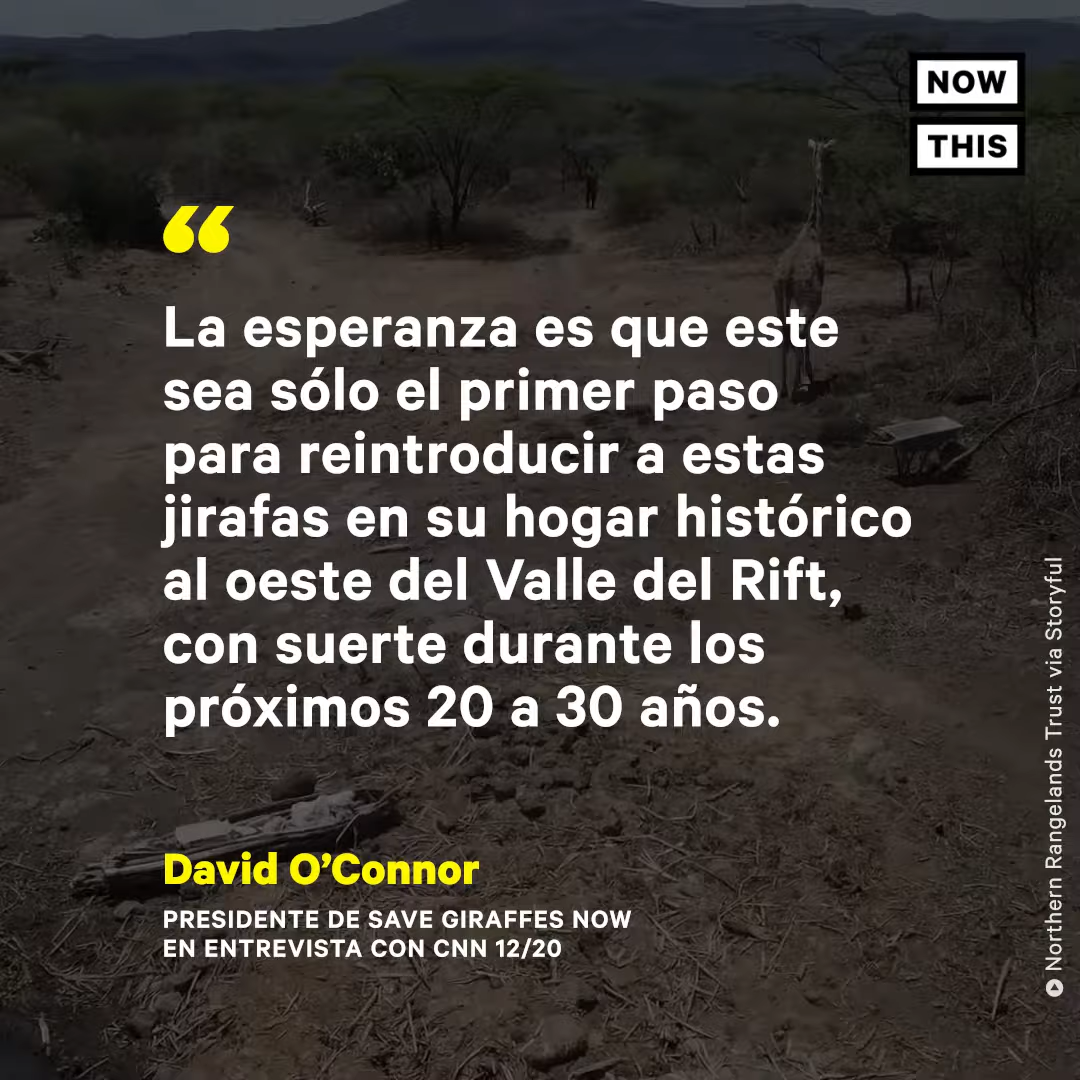 NOW
THIS
“
La esperanza es que este
sea sólo el primer paso
para reintroducir a estas
jirafas en su hogar histórico
al oeste del Valle del Rift,
con suerte durante los
próximos 20 a 30 años.
David O’Connor
PRESIDENTE DE SAVE GIRAFFES NOW
EN ENTREVISTA CON CNN 12/20
Northern Rangelands Trust via Storyful